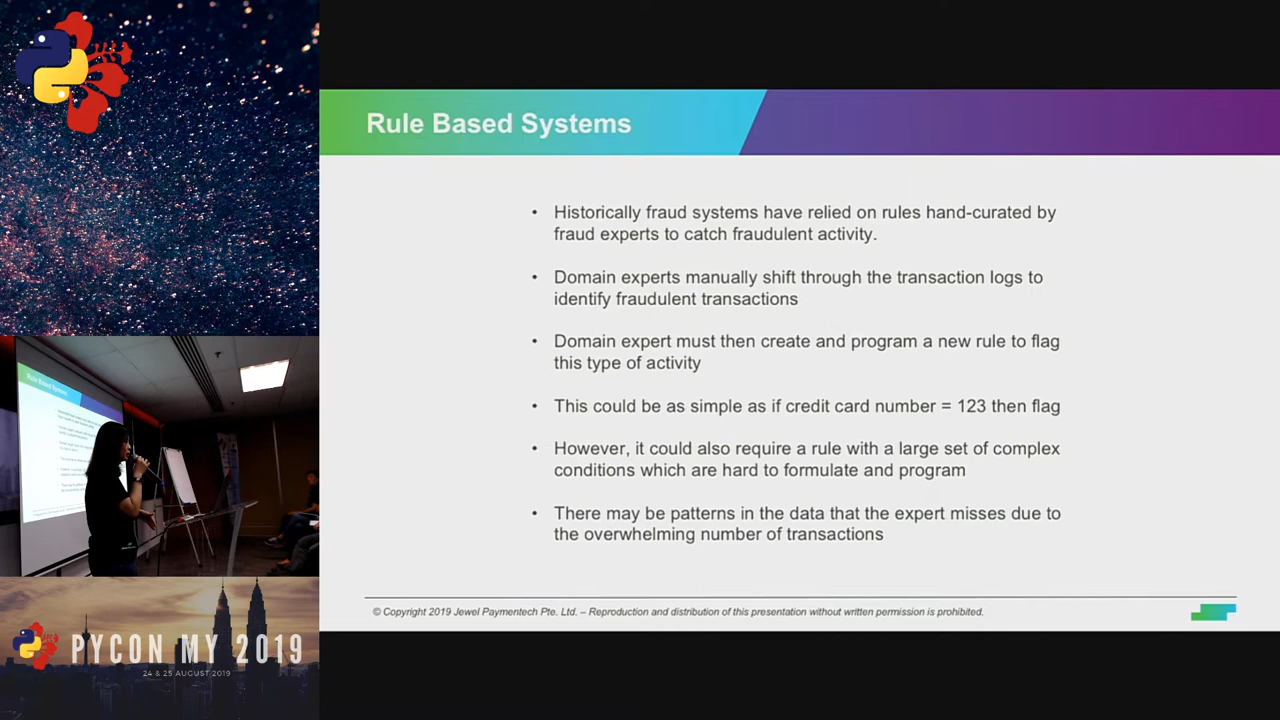 Rule Based Systems
• Historically fraud systems have relied on rules hand-curated by
fraud experts to catch fraudulent activity.
• Domain experts manually shift through the transaction logs to
identify fraudulent transactions
• Domain expert must then create and program a new rule to flag
this type of activity
• This could be as simple as if credit card number = 123 then flag
• However, it could also require a rule with a large set of complex
conditions which are hard to formulate and program
• There may be patterns in the data that the expert misses due to
the overwhelming number of transactions
© Copyright 2019 Jewel Paymentech Pte. Ltd. – Reproduction and distribution of this presentation without written permission is prohibited.
Rule Based Systems
PYCON MY 2019
24 & 25 AUGUST 2019